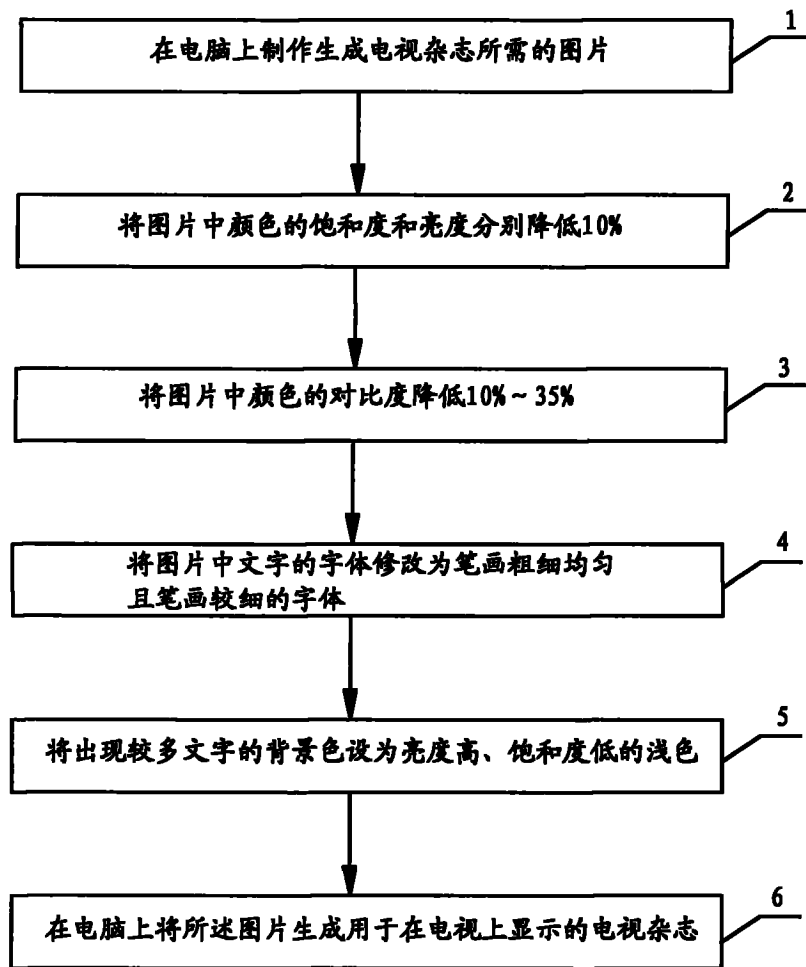 1
在电脑上制作生成电视杂志所需的图片
2
将图片中颜色的饱和度和亮度分别降低10%
3
将图片中颜色的对比度降低10%~35%
4
将图片中文字的字体修改为笔画粗细均匀
且笔画较细的字体
5
将出现较多文字的背景色设为亮度高、饱和度低的浅色
6
在电脑上将所述图片生成用于在电视上显示的电视杂志